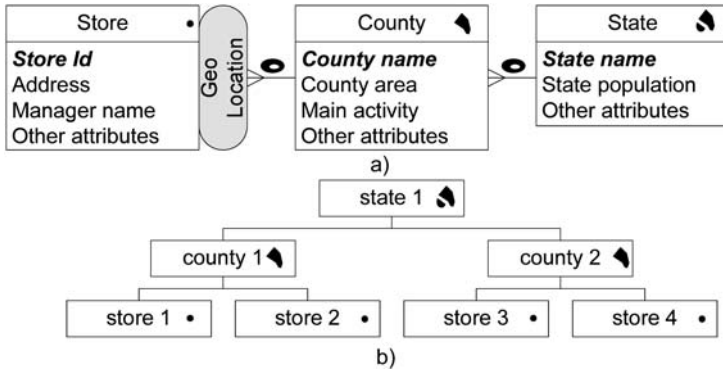 Store
Store Id
Address
Manager name
Other attributes
Geo
Location
County
County name
County area
Main activity
Other attributes
State
State name
State population
Other attributes
a)
state 1
county 1
county 2
store 1
store 2
store 3
store 4
b)